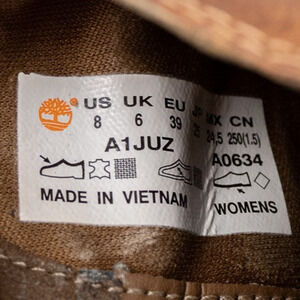 US UK EU JP MX CN
8 6 39 25 24,5 250(1.5)
A1JUZ
A0634
MADE IN VIETNAM
WOMENS